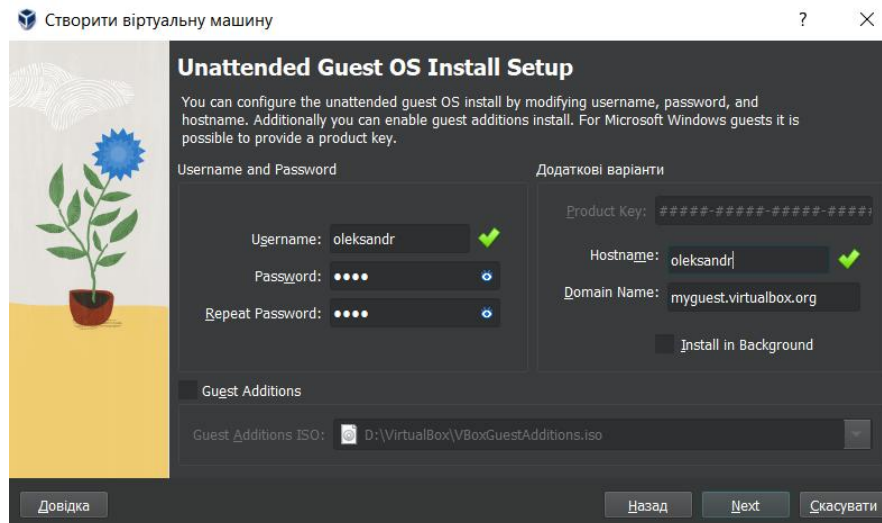 Створити віртуальну машину
Unattended Guest OS Install Setup
You can configure the unattended guest OS install by modifying username, password, and
hostname. Additionally you can enable guest additions install. For Microsoft Windows guests it is
possible to provide a product key.
Username and Password
Username: oleksandr
Password: ●●●●
Repeat Password: ●●●●
Додаткові варіанти
Product Key: #####-#####-#####-#####
Hostname: oleksandr
Domain Name: myguest.virtualbox.org
Install in Background
Guest Additions
Guest Additions ISO: D:\VirtualBox\VBoxGuestAdditions.iso
Довідка
Назад
Next
Скасувати